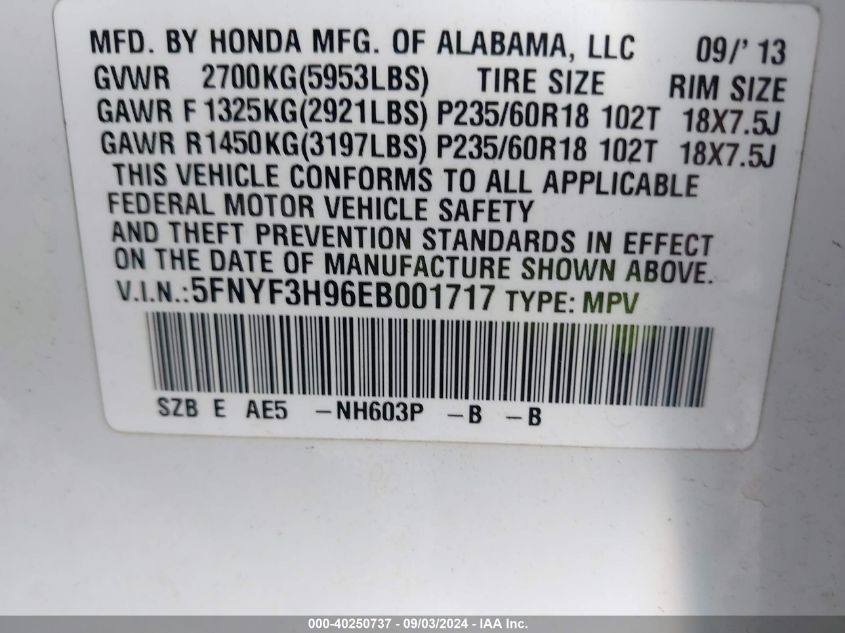 MFD. BY HONDA MFG. OF ALABAMA, LLC 09/' 13
GVWR 2700KG(5953LBS) TIRE SIZE RIM SIZE
GAWR F 1325KG(2921LBS) P235/60R18 102T 18X7.5J
GAWR R1450KG(3197LBS) P235/60R18 102T 18X7.5J
THIS VEHICLE CONFORMS TO ALL APPLICABLE
FEDERAL MOTOR VEHICLE SAFETY
AND THEFT PREVENTION STANDARDS IN EFFECT
ON THE DATE OF MANUFACTURE SHOWN ABOVE.
V.I.N.:5FNYF3H96EB001717 TYPE: MPV
SZB E AE5 -NH603P -B -B
000-40250737 - 09/03/2024 - IAA Inc.